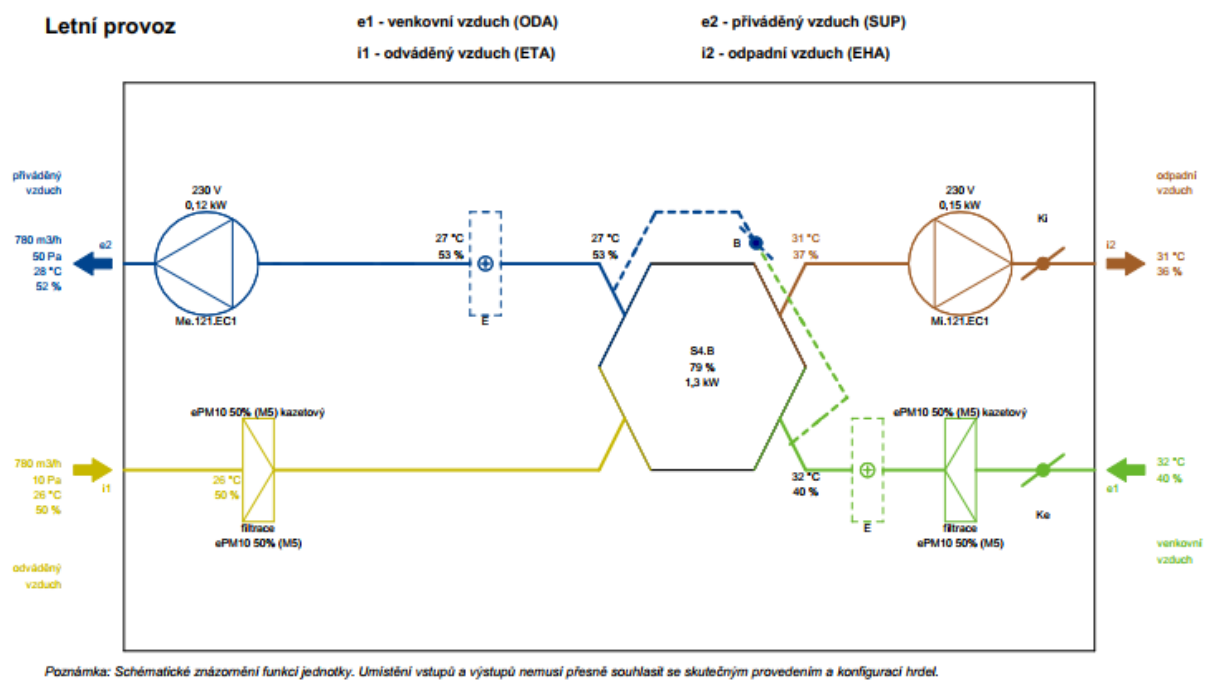 Letní provoz
e1 - venkovní vzduch (ODA)
e2 - přiváděný vzduch (SUP)
i1 - odváděný vzduch (ETA)
i2 - odpadní vzduch (EHA)
přiváděný
vzduch
780 m3/h
50 Pa
28 °C
52 %
e2
230 V
0,12 kW
Me.121.EC1
27 °C
53 %
E
27 °C
53 %
B
31 °C
37 %
230 V
0,15 kW
Mi.121.EC1
Ki
i2
odpadní
vzduch
31 °C
36 %
S4.B
79 %
1,3 kW
780 m3/h
10 Pa
26 °C
50 %
i1
odváděný
vzduch
ePM10 50% (M5) kazetový
26 °C
50 %
filtrace
ePM10 50% (M5)
32 °C
40 %
E
ePM10 50% (M5) kazetový
filtrace
ePM10 50% (M5)
Ke
e1
32 °C
40 %
venkovní
vzduch
Poznámka: Schématické znázornění funkcí jednotky. Umístění vstupů a výstupů nemusí přesně souhlasit se skutečným provedením a konfigurací hrdel.